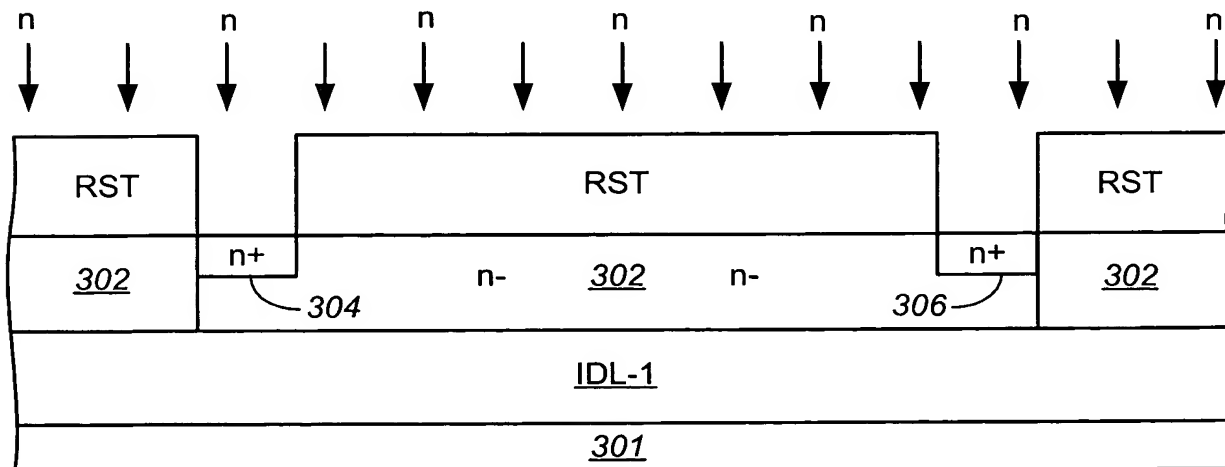 n n n n n n n
RST RST RST
n+ n+
302 n- 302 n- 302
304 306
IDL-1
301